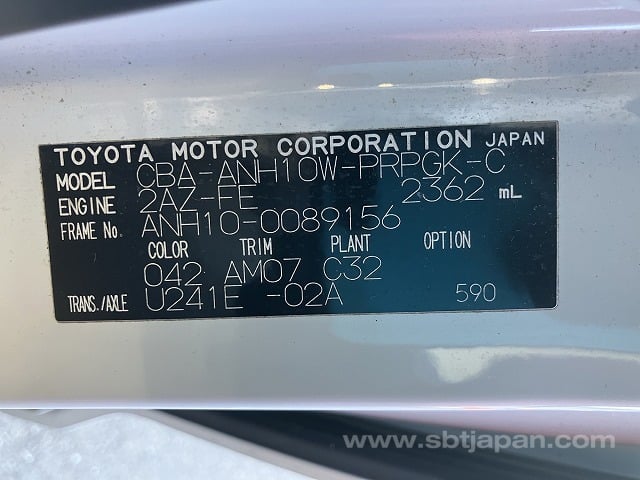 TOYOTA MOTOR CORPORATION JAPAN
MODEL CBA-ANH10W-PRPGK-C
ENGINE 2AZ-FE 2362 mL
FRAME No. ANH10-0089156
COLOR TRIM PLANT OPTION
042 AM07 C32
TRANS./AXLE U241E -02A 590
www.sbtjapan.com